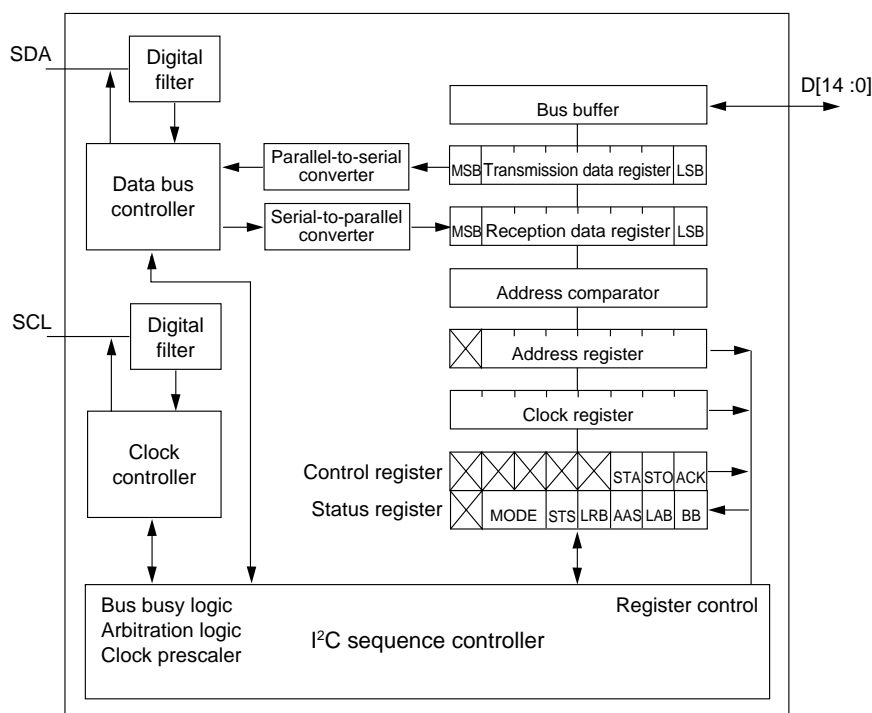 SDA
Digital
filter
D[14 :0]
Bus buffer
Data bus
controller
Parallel-to-serial
converter
MSB Transmission data register LSB
Serial-to-parallel
converter
MSB Reception data register LSB
Address comparator
SCL
Digital
filter
Address register
Clock register
Clock
controller
Control register STA STO ACK
Status register MODE STS LRB AAS LAB BB
Bus busy logic
Arbitration logic
Clock prescaler
I²C sequence controller
Register control